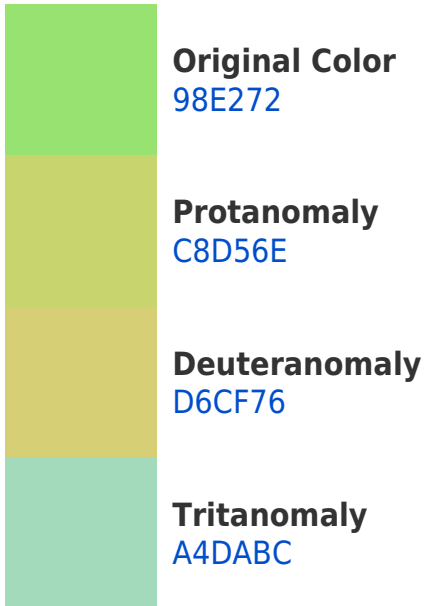 Original Color
98E272
Protanomaly
C8D56E
Deuteranomaly
D6CF76
Tritanomaly
A4DABC